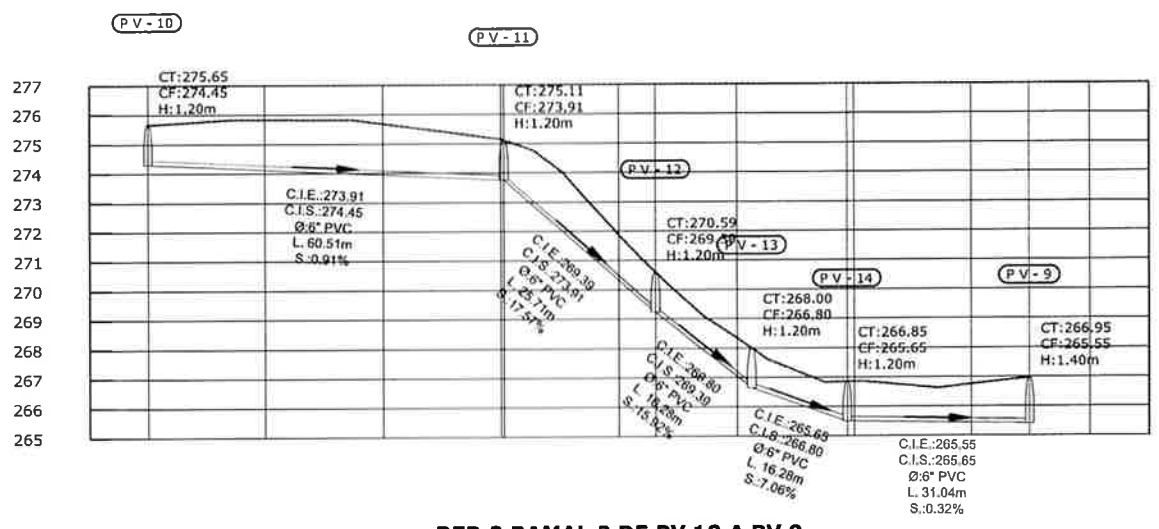 PV-10
PV-11
CT:275.65
CF:274.45
H:1.20m
CT:275.11
CF:273.91
H:1.20m
277
276
275
274
273
272
271
270
269
268
267
266
265
PV-12
C.I.E.:273.91
C.I.S.:274.45
Ø:6" PVC
L. 60.51m
S.:0.91%
CT:270.59
CF:269.39
H:1.20m
PV-13
C.I.E.:269.39
C.I.S.:273.91
Ø:6" PVC
L. 25.71m
S.:17.57%
PV-14
PV-9
CT:268.00
CF:266.80
H:1.20m
CT:266.85
CF:265.65
H:1.20m
CT:266.95
CF:265.55
H:1.40m
C.I.E.:266.80
C.I.S.:269.39
Ø:6" PVC
L. 16.28m
S.:15.92%
C.I.E.:265.65
C.I.S.:266.80
Ø:6" PVC
L. 16.28m
S.:7.06%
C.I.E.:265.55
C.I.S.:265.65
Ø:6" PVC
L. 31.04m
S.:0.32%